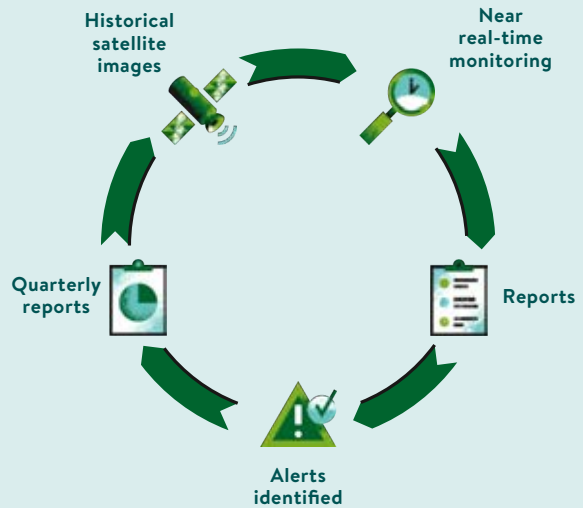 Historical
satellite
images
Near
real-time
monitoring
Reports
Alerts
identified
Quarterly
reports